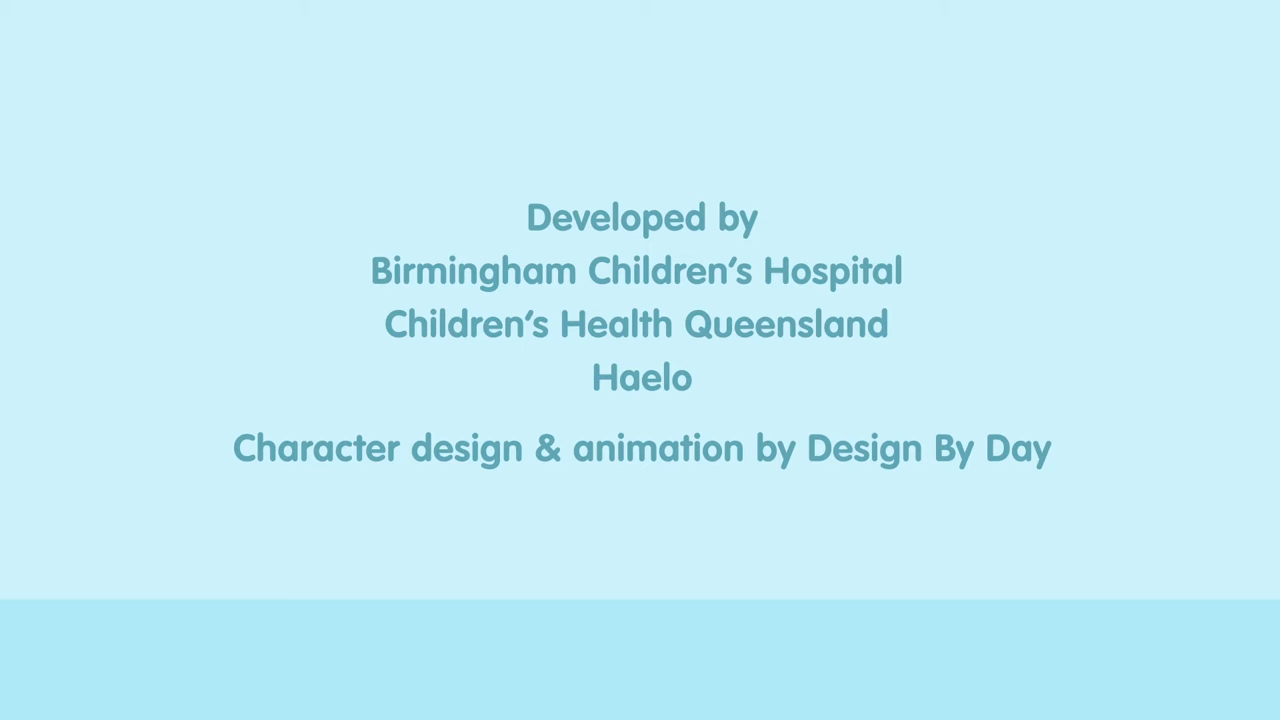 Developed by
Birmingham Children's Hospital
Children's Health Queensland
Haelo
Character design & animation by Design By Day